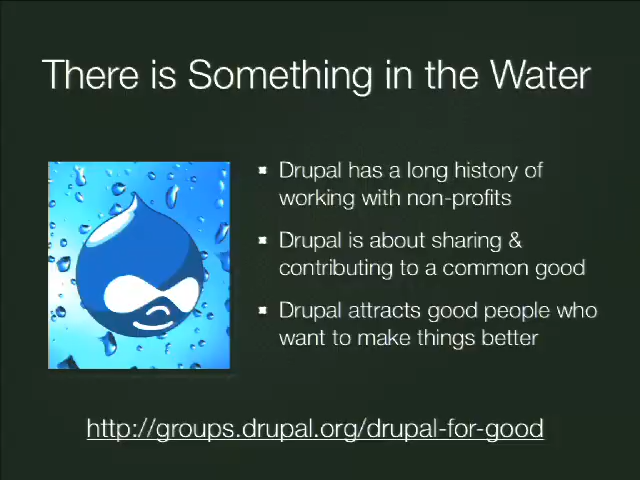 There is Something in the Water
Drupal has a long history of
working with non-profits
Drupal is about sharing &
contributing to a common good
Drupal attracts good people who
want to make things better
http://groups.drupal.org/drupal-for-good